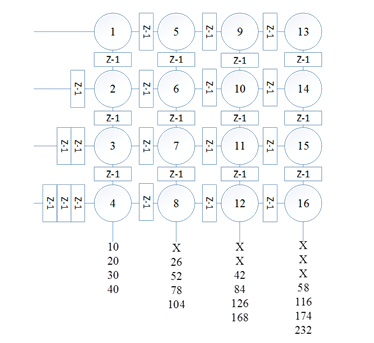 1 Z-1 5 Z-1 9 Z-1 13
Z-1 Z-1 Z-1 Z-1
Z-1 2 Z-1 6 Z-1 10 Z-1 14
Z-1 Z-1 Z-1 Z-1
Z-1 Z-1 3 Z-1 7 Z-1 11 Z-1 15
Z-1 Z-1 Z-1 Z-1
Z-1 Z-1 Z-1 4 Z-1 8 Z-1 12 Z-1 16
10 X X X
20 26 X X
30 52 42 X
40 78 84 58
104 126 116
168 174
232